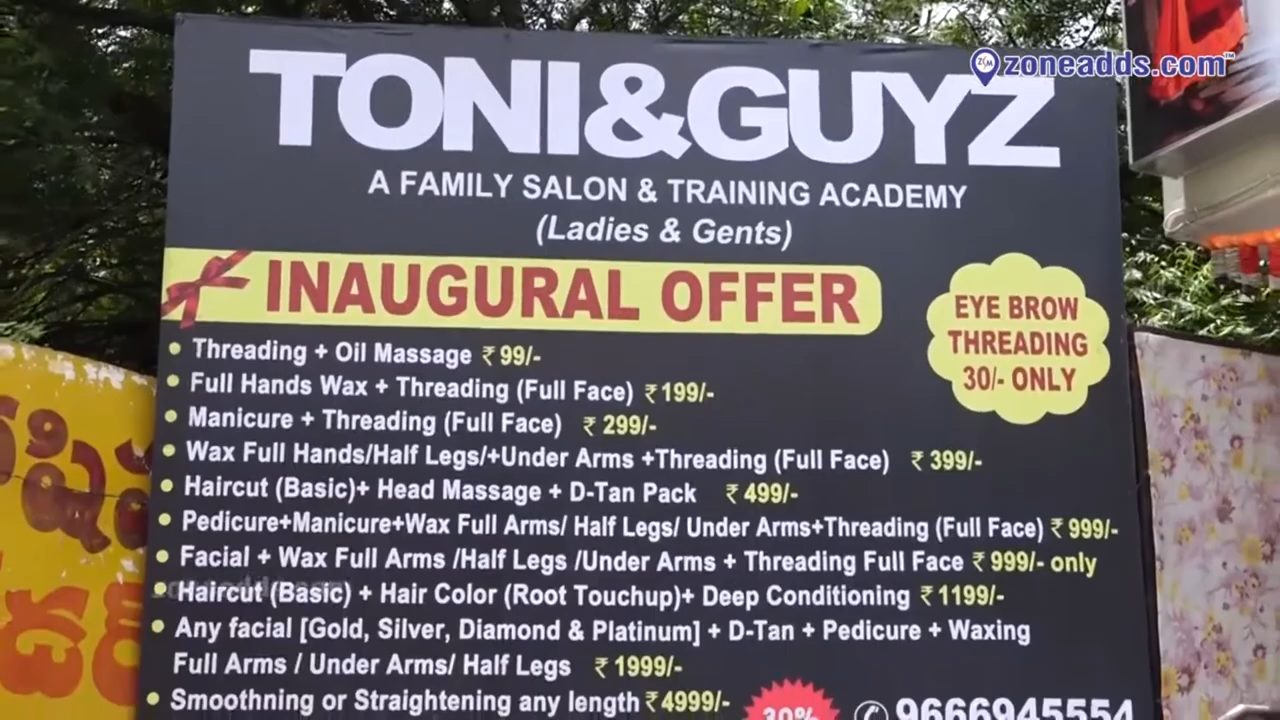 zoneadds.com™
TONI&GUYZ
A FAMILY SALON & TRAINING ACADEMY
(Ladies & Gents)
INAUGURAL OFFER
EYE BROW
THREADING
30/- ONLY
• Threading + Oil Massage ₹ 99/-
• Full Hands Wax + Threading (Full Face) ₹199/-
• Manicure + Threading (Full Face) ₹ 299/-
• Wax Full Hands/Half Legs/+Under Arms +Threading (Full Face) ₹ 399/-
• Haircut (Basic)+ Head Massage + D-Tan Pack ₹ 499/-
• Pedicure+Manicure+Wax Full Arms/ Half Legs/ Under Arms+Threading (Full Face) ₹ 999/-
• Facial + Wax Full Arms /Half Legs /Under Arms + Threading Full Face ₹ 999/- only
• Haircut (Basic) + Hair Color (Root Touchup)+ Deep Conditioning ₹ 1199/-
• Any facial [Gold, Silver, Diamond & Platinum] + D-Tan + Pedicure + Waxing
Full Arms / Under Arms/ Half Legs ₹ 1999/-
• Smoothning or Straightening any length ₹ 4999/-
30%
9666945554